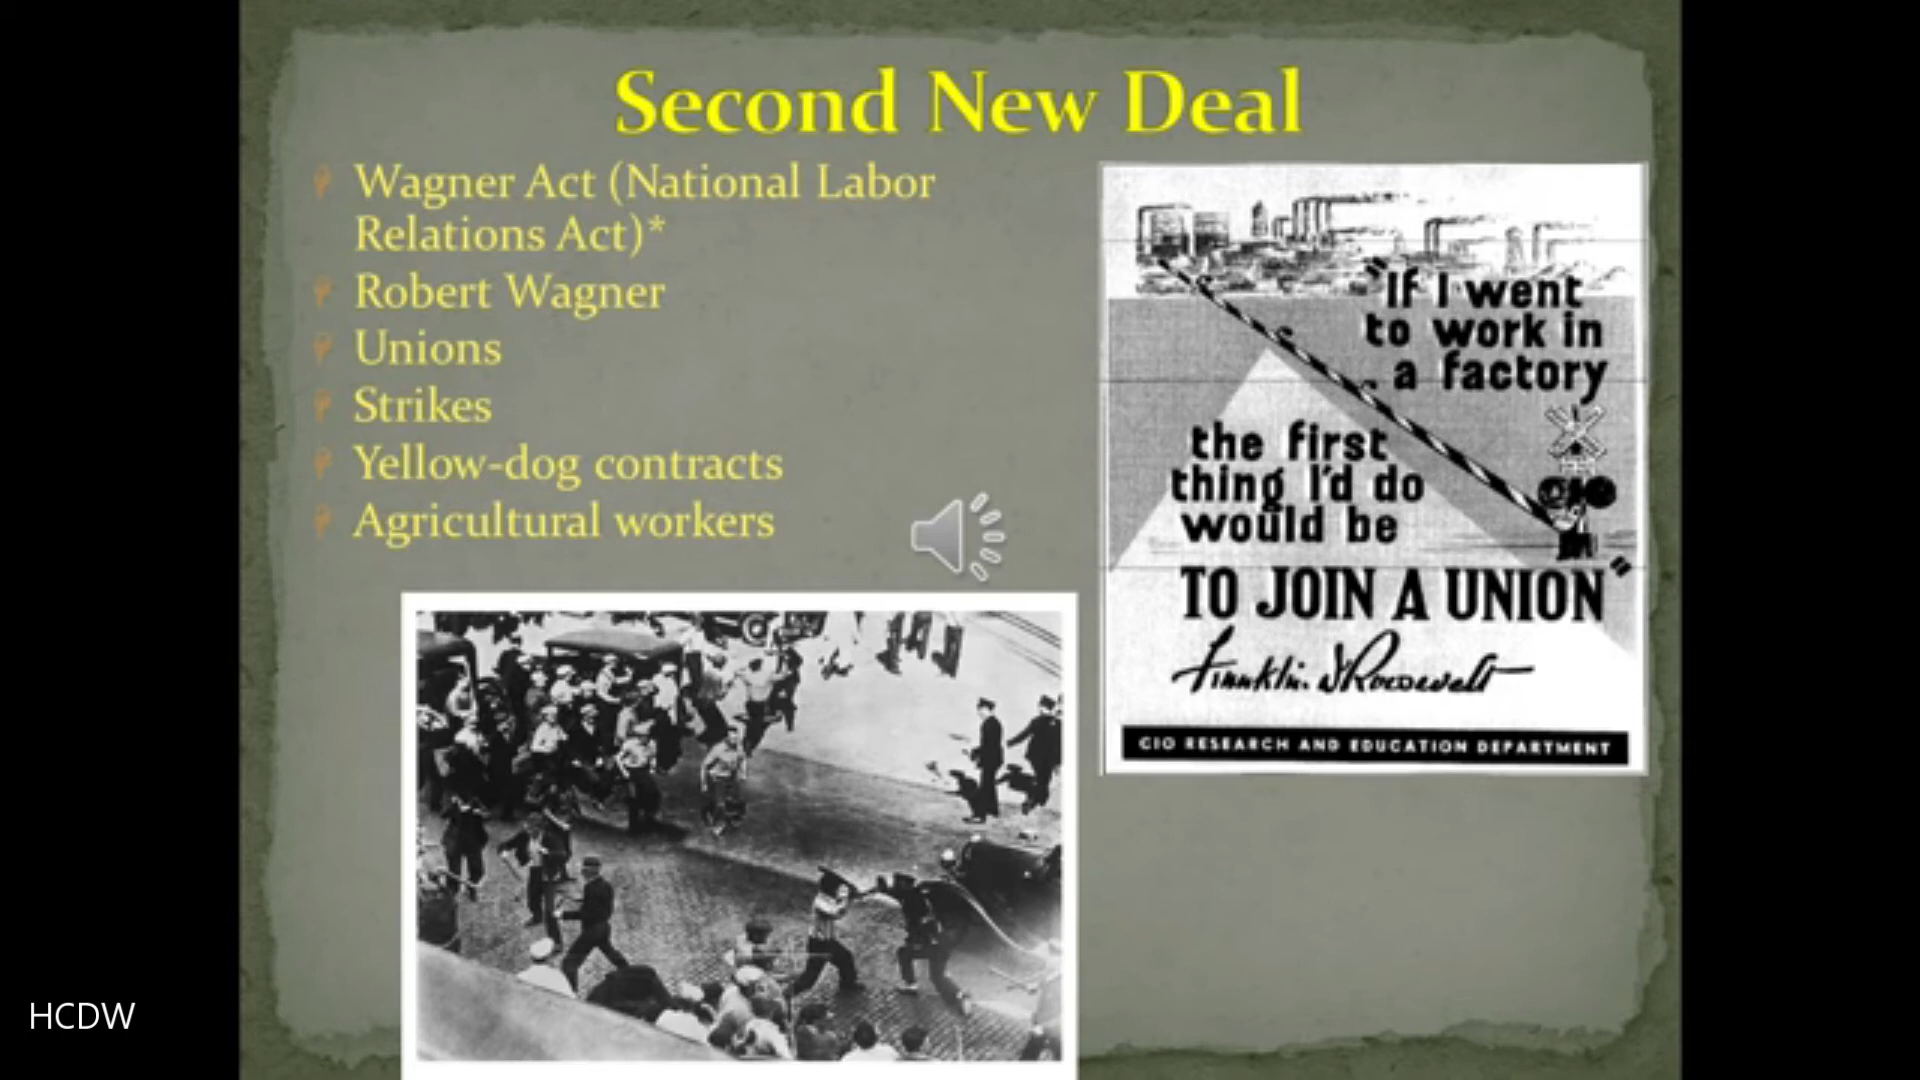 Second New Deal
Wagner Act (National Labor
Relations Act)*
Robert Wagner
Unions
Strikes
Yellow-dog contracts
Agricultural workers
"If I went
to work in
a factory
the first
thing I'd do
would be
TO JOIN A UNION"
Franklin D Roosevelt
CIO RESEARCH AND EDUCATION DEPARTMENT
HCDW